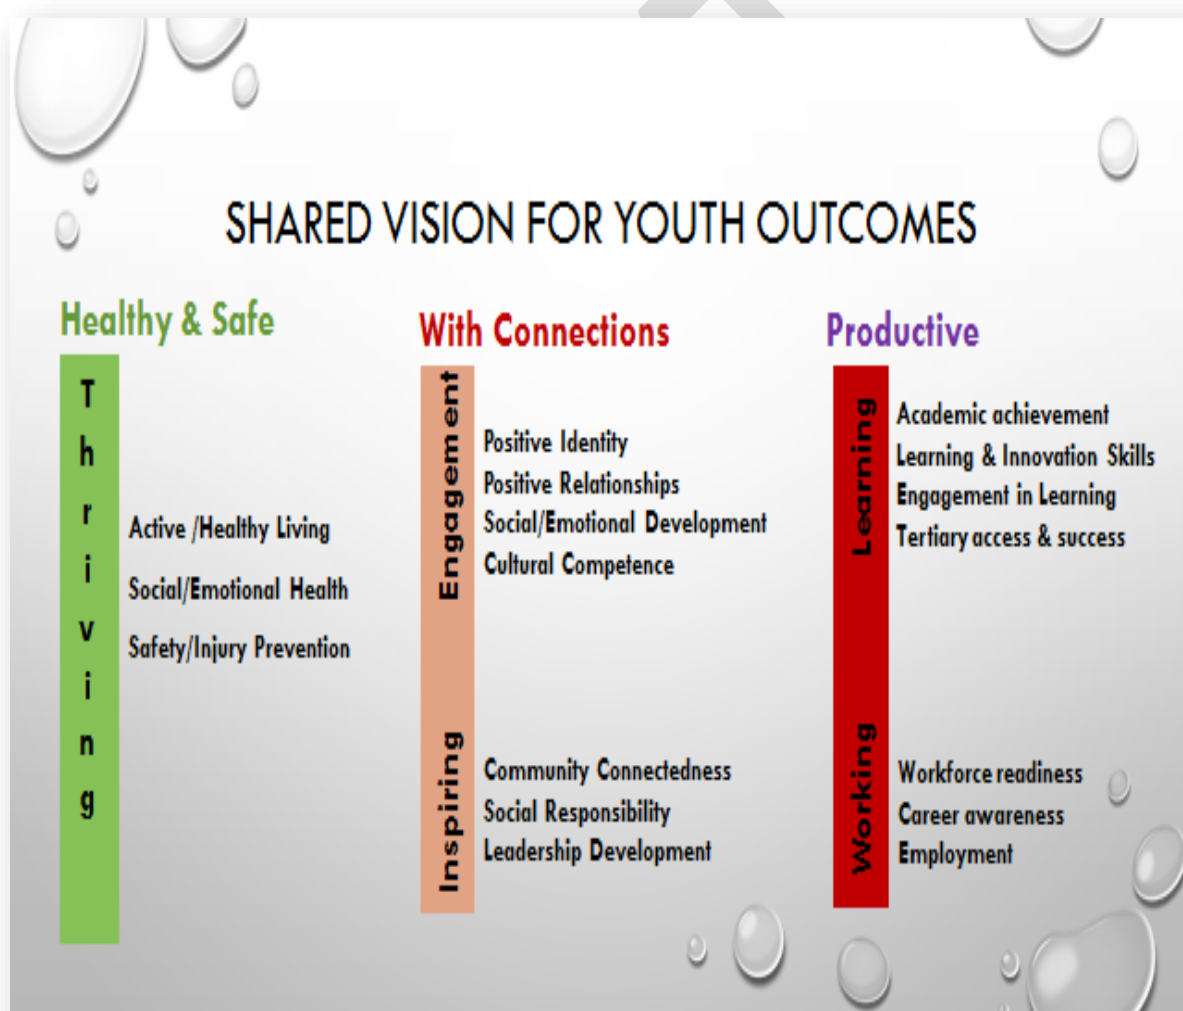 SHARED VISION FOR YOUTH OUTCOMES
Healthy & Safe
Thriving
Active /Healthy Living
Social/Emotional Health
Safety/Injury Prevention
With Connections
Engagement
Positive Identity
Positive Relationships
Social/Emotional Development
Cultural Competence
Inspiring
Community Connectedness
Social Responsibility
Leadership Development
Productive
Learning
Academic achievement
Learning & Innovation Skills
Engagement in Learning
Tertiary access & success
Working
Workforce readiness
Career awareness
Employment